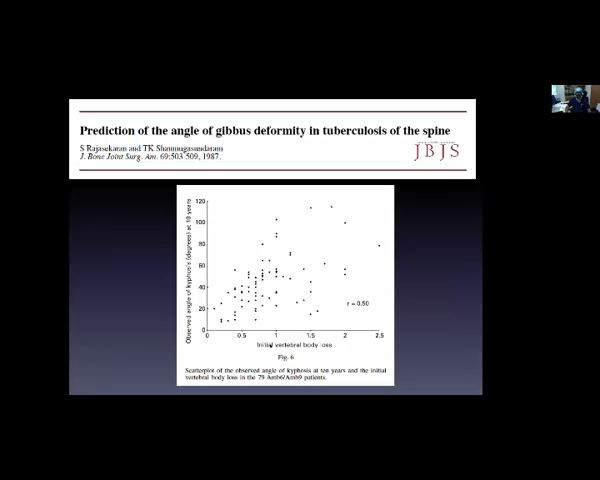 Prediction of the angle of gibbus deformity in tuberculosis of the spine
S Rajasekaran and TK Shanmugasundaram
J. Bone Joint Surg. Am. 69:503 509, 1987.
JBJS
Observed angle of kyphosis (degrees) at 10 years
120
100
80
60
40
20
0
0 0.5 1.0 1.5 2.0 2.5
r = 0.50
Initial vertebral body loss
Fig. 6
Scatterplot of the observed angle of kyphosis at ten years and the initial
vertebral body loss in the 79 Amb6/Amb9 patients.